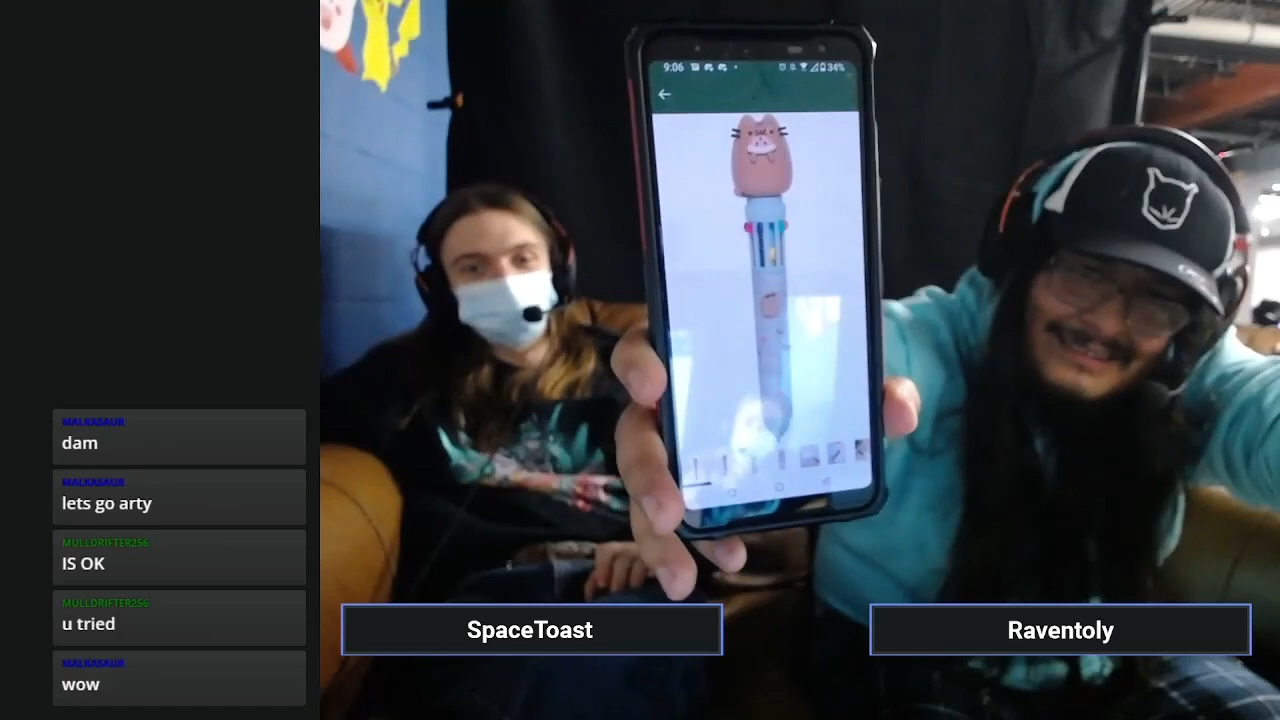 MALKASAUR
dam
MALKASAUR
lets go arty
MULLDRIFTER256
IS OK
MULLDRIFTER256
u tried
MALKASAUR
wow
9:06
34%
SpaceToast
Raventoly